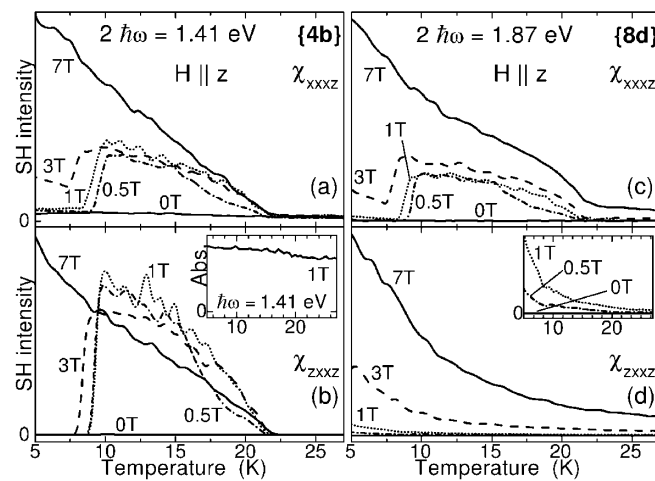 2 ħω = 1.41 eV {4b}
H || z χxxxz
7T
3T
1T
0.5T
0T
(a)
SH intensity
0
2 ħω = 1.87 eV {8d}
H || z χxxxz
7T
1T
3T
0.5T
0T
(c)
0
7T
1T
3T
0.5T
0T
χzxxz
(b)
SH intensity
0
Abs.
0
1T
ħω = 1.41 eV
10 20
5 10 15 20 25
Temperature (K)
7T
3T
1T
χzxxz
(d)
1T
0.5T
0T
10 20
10 15 20 25
Temperature (K)